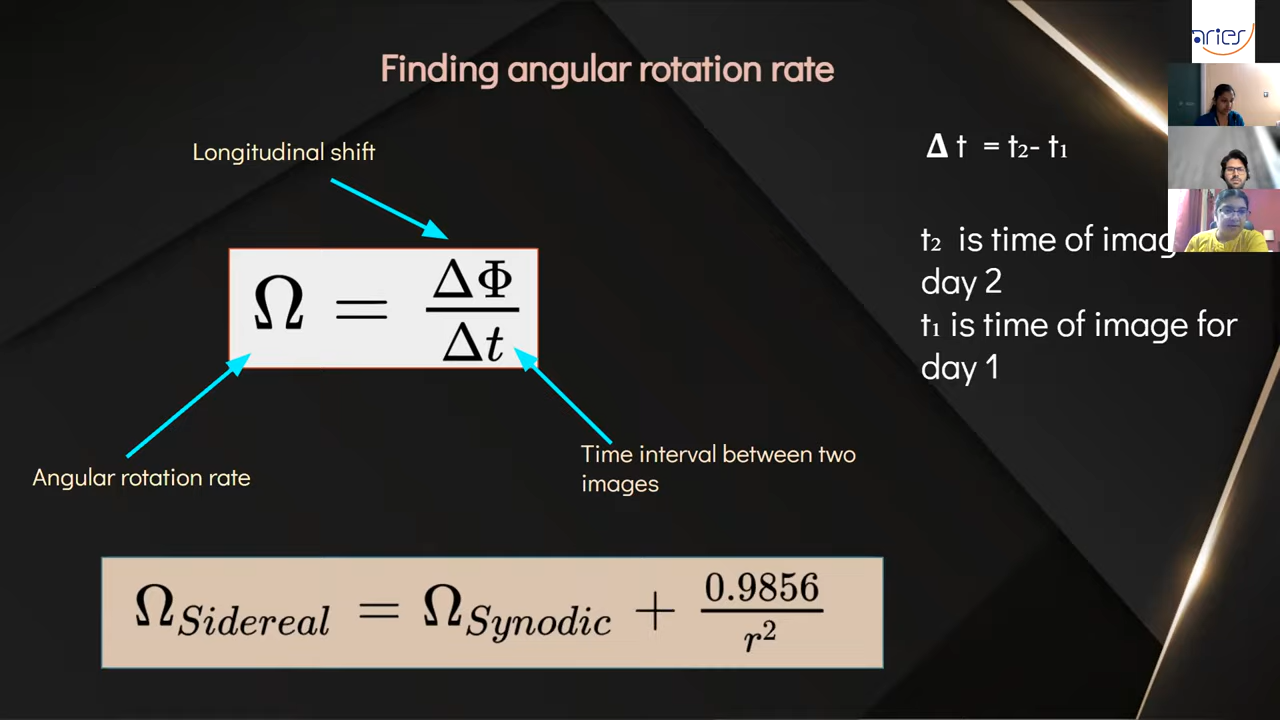 Finding angular rotation rate
aries
Longitudinal shift
Δ t = t₂- t₁
t₂ is time of imag
day 2
t₁ is time of image for
day 1
Ω = ΔΦ/Δt
Angular rotation rate
Time interval between two
images
Ω_Sidereal = Ω_Synodic + 0.9856/r²